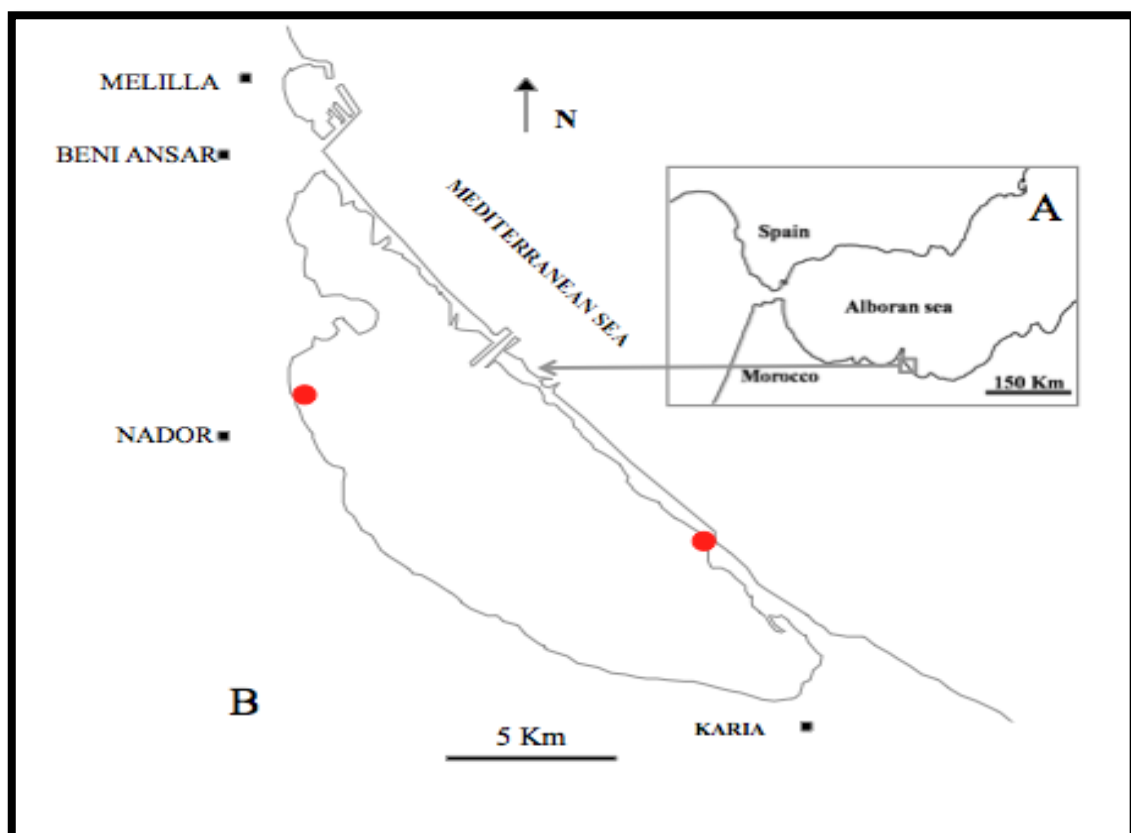 MELILLA
N
BENI ANSAR
MEDITERRANEAN SEA
A
Spain
Alboran sea
Morocco
150 Km
NADOR
B
5 Km
KARIA